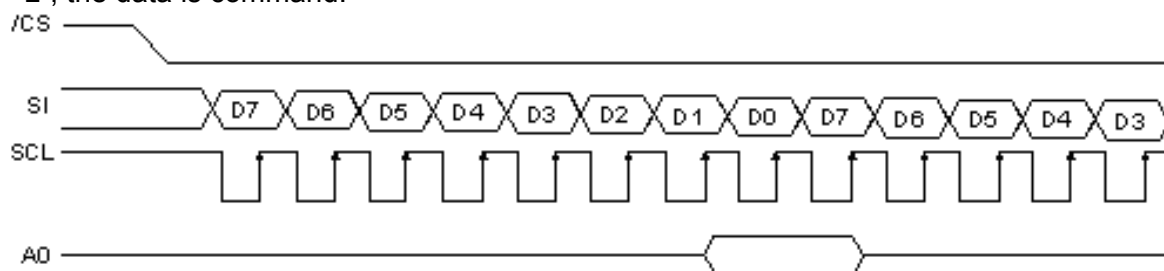 ", the data is command.
/CS
SI D7 D6 D5 D4 D3 D2 D1 D0 D7 D6 D5 D4 D3
SCL
A0